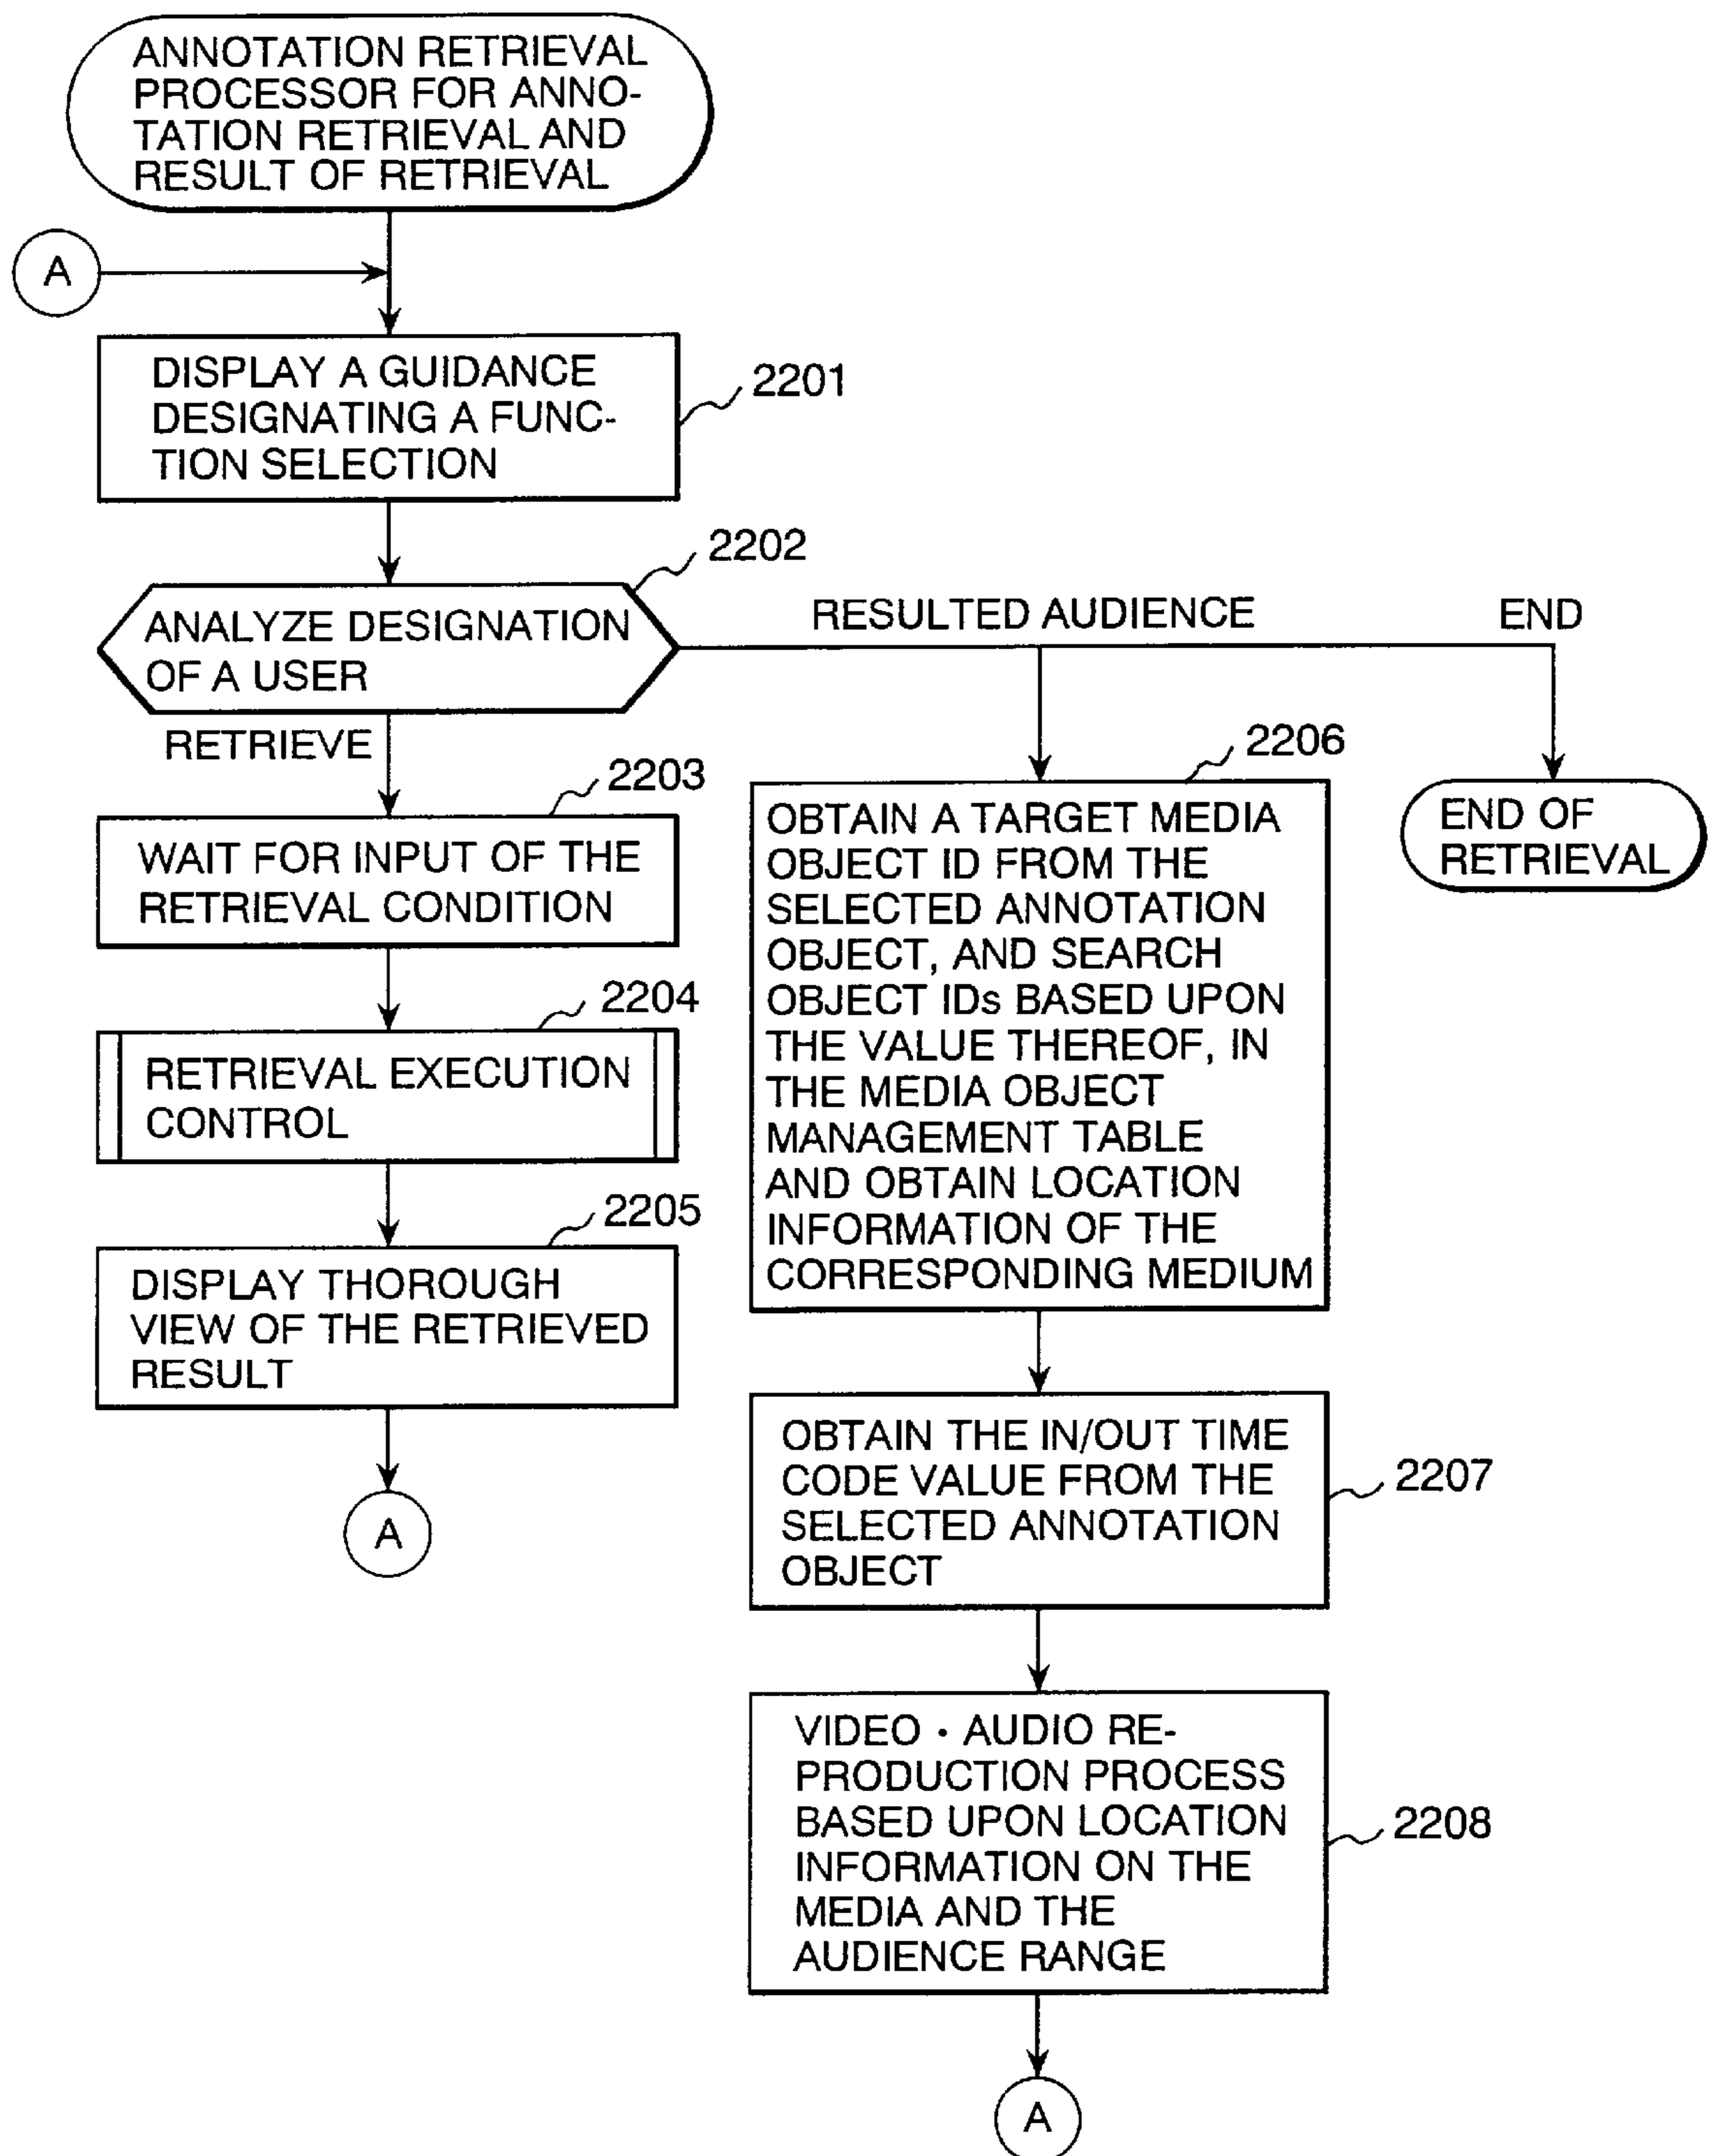 ANNOTATION RETRIEVAL
PROCESSOR FOR ANNO-
TATION RETRIEVAL AND
RESULT OF RETRIEVAL
A
DISPLAY A GUIDANCE
DESIGNATING A FUNC-
TION SELECTION
2201
2202
ANALYZE DESIGNATION
OF A USER
RESULTED AUDIENCE
END
RETRIEVE
2203
WAIT FOR INPUT OF THE
RETRIEVAL CONDITION
2204
RETRIEVAL EXECUTION
CONTROL
2205
DISPLAY THOROUGH
VIEW OF THE RETRIEVED
RESULT
A
2206
OBTAIN A TARGET MEDIA
OBJECT ID FROM THE
SELECTED ANNOTATION
OBJECT, AND SEARCH
OBJECT IDs BASED UPON
THE VALUE THEREOF, IN
THE MEDIA OBJECT
MANAGEMENT TABLE
AND OBTAIN LOCATION
INFORMATION OF THE
CORRESPONDING MEDIUM
END OF
RETRIEVAL
OBTAIN THE IN/OUT TIME
CODE VALUE FROM THE
SELECTED ANNOTATION
OBJECT
2207
VIDEO・AUDIO RE-
PRODUCTION PROCESS
BASED UPON LOCATION
INFORMATION ON THE
MEDIA AND THE
AUDIENCE RANGE
2208
A